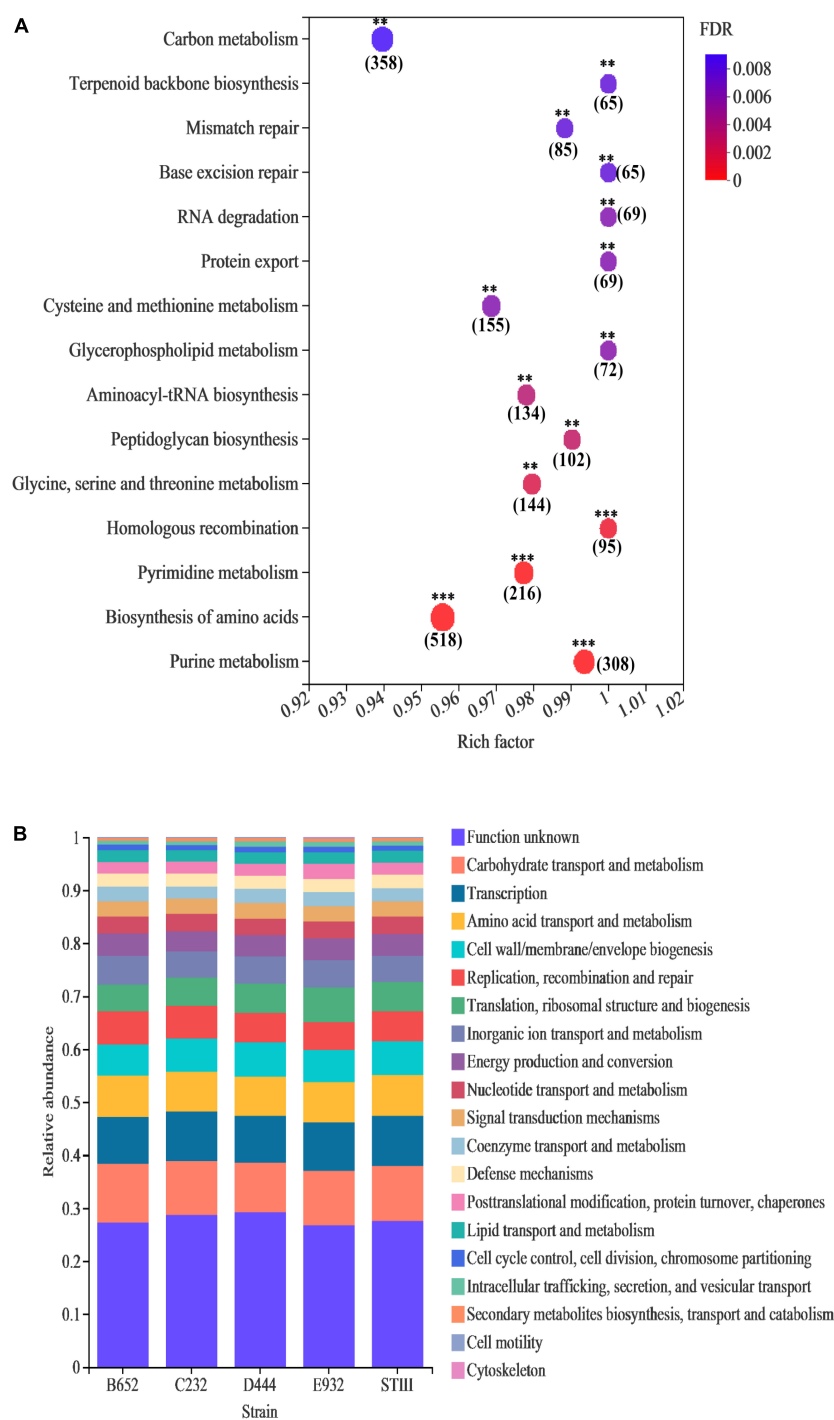 A
FDR
Carbon metabolism
**
(358)
Terpenoid backbone biosynthesis
**
(65)
Mismatch repair
**
(85)
Base excision repair
**
(65)
RNA degradation
**
(69)
Protein export
**
(69)
Cysteine and methionine metabolism
**
(155)
Glycerophospholipid metabolism
**
(72)
Aminoacyl-tRNA biosynthesis
**
(134)
Peptidoglycan biosynthesis
**
(102)
Glycine, serine and threonine metabolism
**
(144)
Homologous recombination
***
(95)
Pyrimidine metabolism
***
(216)
Biosynthesis of amino acids
***
(518)
Purine metabolism
***
(308)
0.008
0.006
0.004
0.002
0
0.92 0.93 0.94 0.95 0.96 0.97 0.98 0.99 1 1.01 1.02
Rich factor
B
Relative abundance
1
0.9
0.8
0.7
0.6
0.5
0.4
0.3
0.2
0.1
0
B652 C232 D444 E932 STIII
Strain
Function unknown
Carbohydrate transport and metabolism
Transcription
Amino acid transport and metabolism
Cell wall/membrane/envelope biogenesis
Replication, recombination and repair
Translation, ribosomal structure and biogenesis
Inorganic ion transport and metabolism
Energy production and conversion
Nucleotide transport and metabolism
Signal transduction mechanisms
Coenzyme transport and metabolism
Defense mechanisms
Posttranslational modification, protein turnover, chaperones
Lipid transport and metabolism
Cell cycle control, cell division, chromosome partitioning
Intracellular trafficking, secretion, and vesicular transport
Secondary metabolites biosynthesis, transport and catabolism
Cell motility
Cytoskeleton